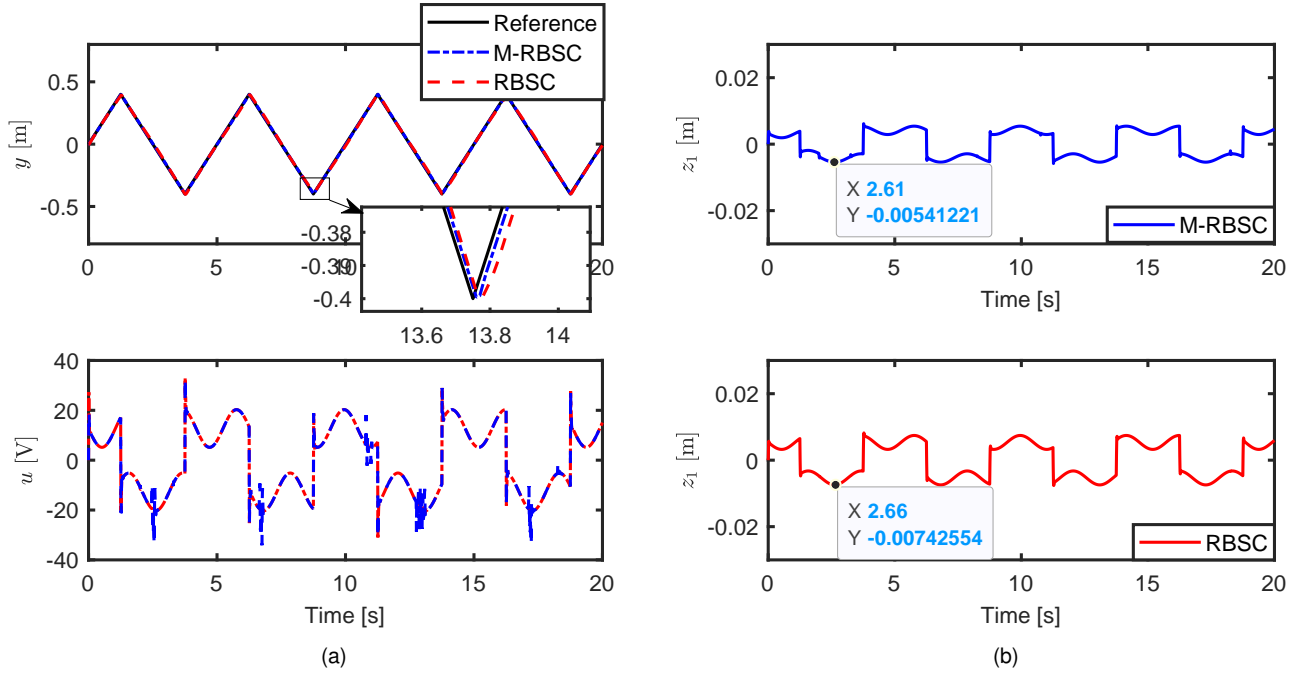 Reference
M-RBSC
RBSC
0.5
0
-0.5
y [m]
0 5 10 20
-0.38
-0.39
-0.4
13.6 13.8 14
40
20
0
-20
-40
u [V]
0 5 10 15 20
Time [s]
(a)
0.02
0
-0.02
z1 [m]
X 2.61
Y -0.00541221
M-RBSC
0 5 10 15 20
Time [s]
0.02
0
-0.02
z1 [m]
X 2.66
Y -0.00742554
RBSC
0 5 10 15 20
Time [s]
(b)